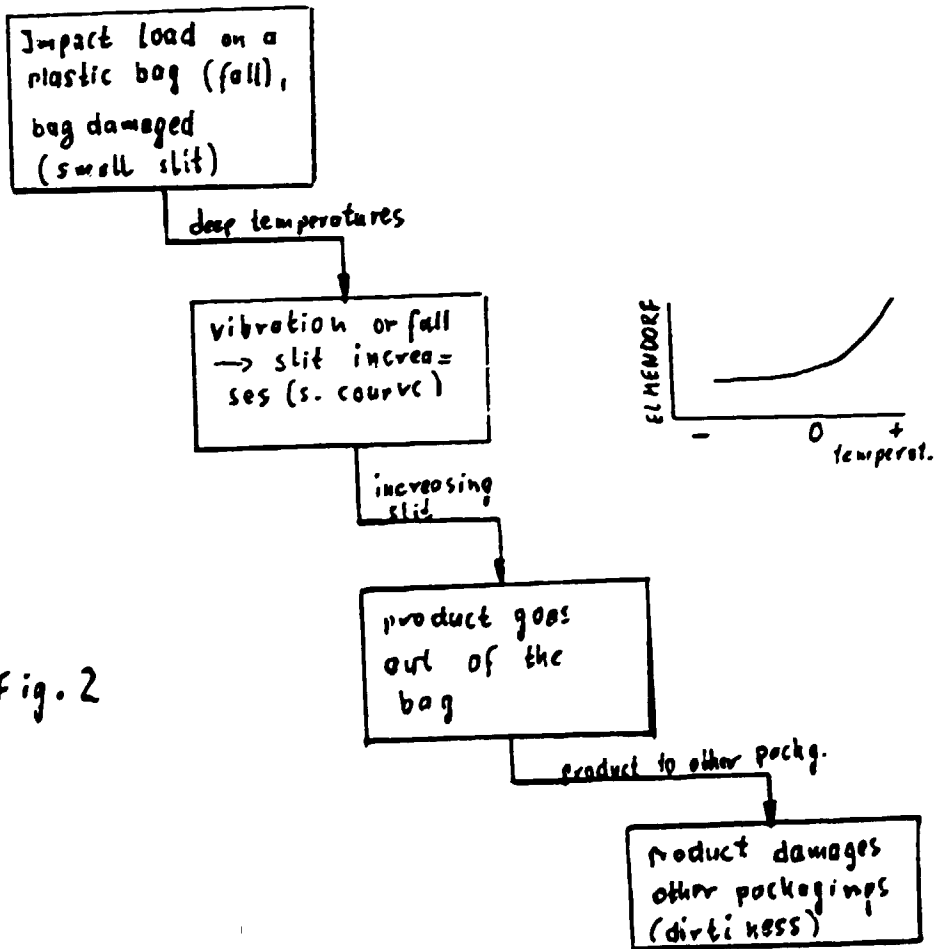 Impact load on a
plastic bag (fall),
bag damaged
(small slit)
deep temperatures
vibration or fall
→ slit increa=
ses (s. courve)
ELMENDORF
- 0 +
temperat.
increasing
slit
product goes
out of the
bag
Fig. 2
product to other packg.
product damages
other packagings
(dirtiness)